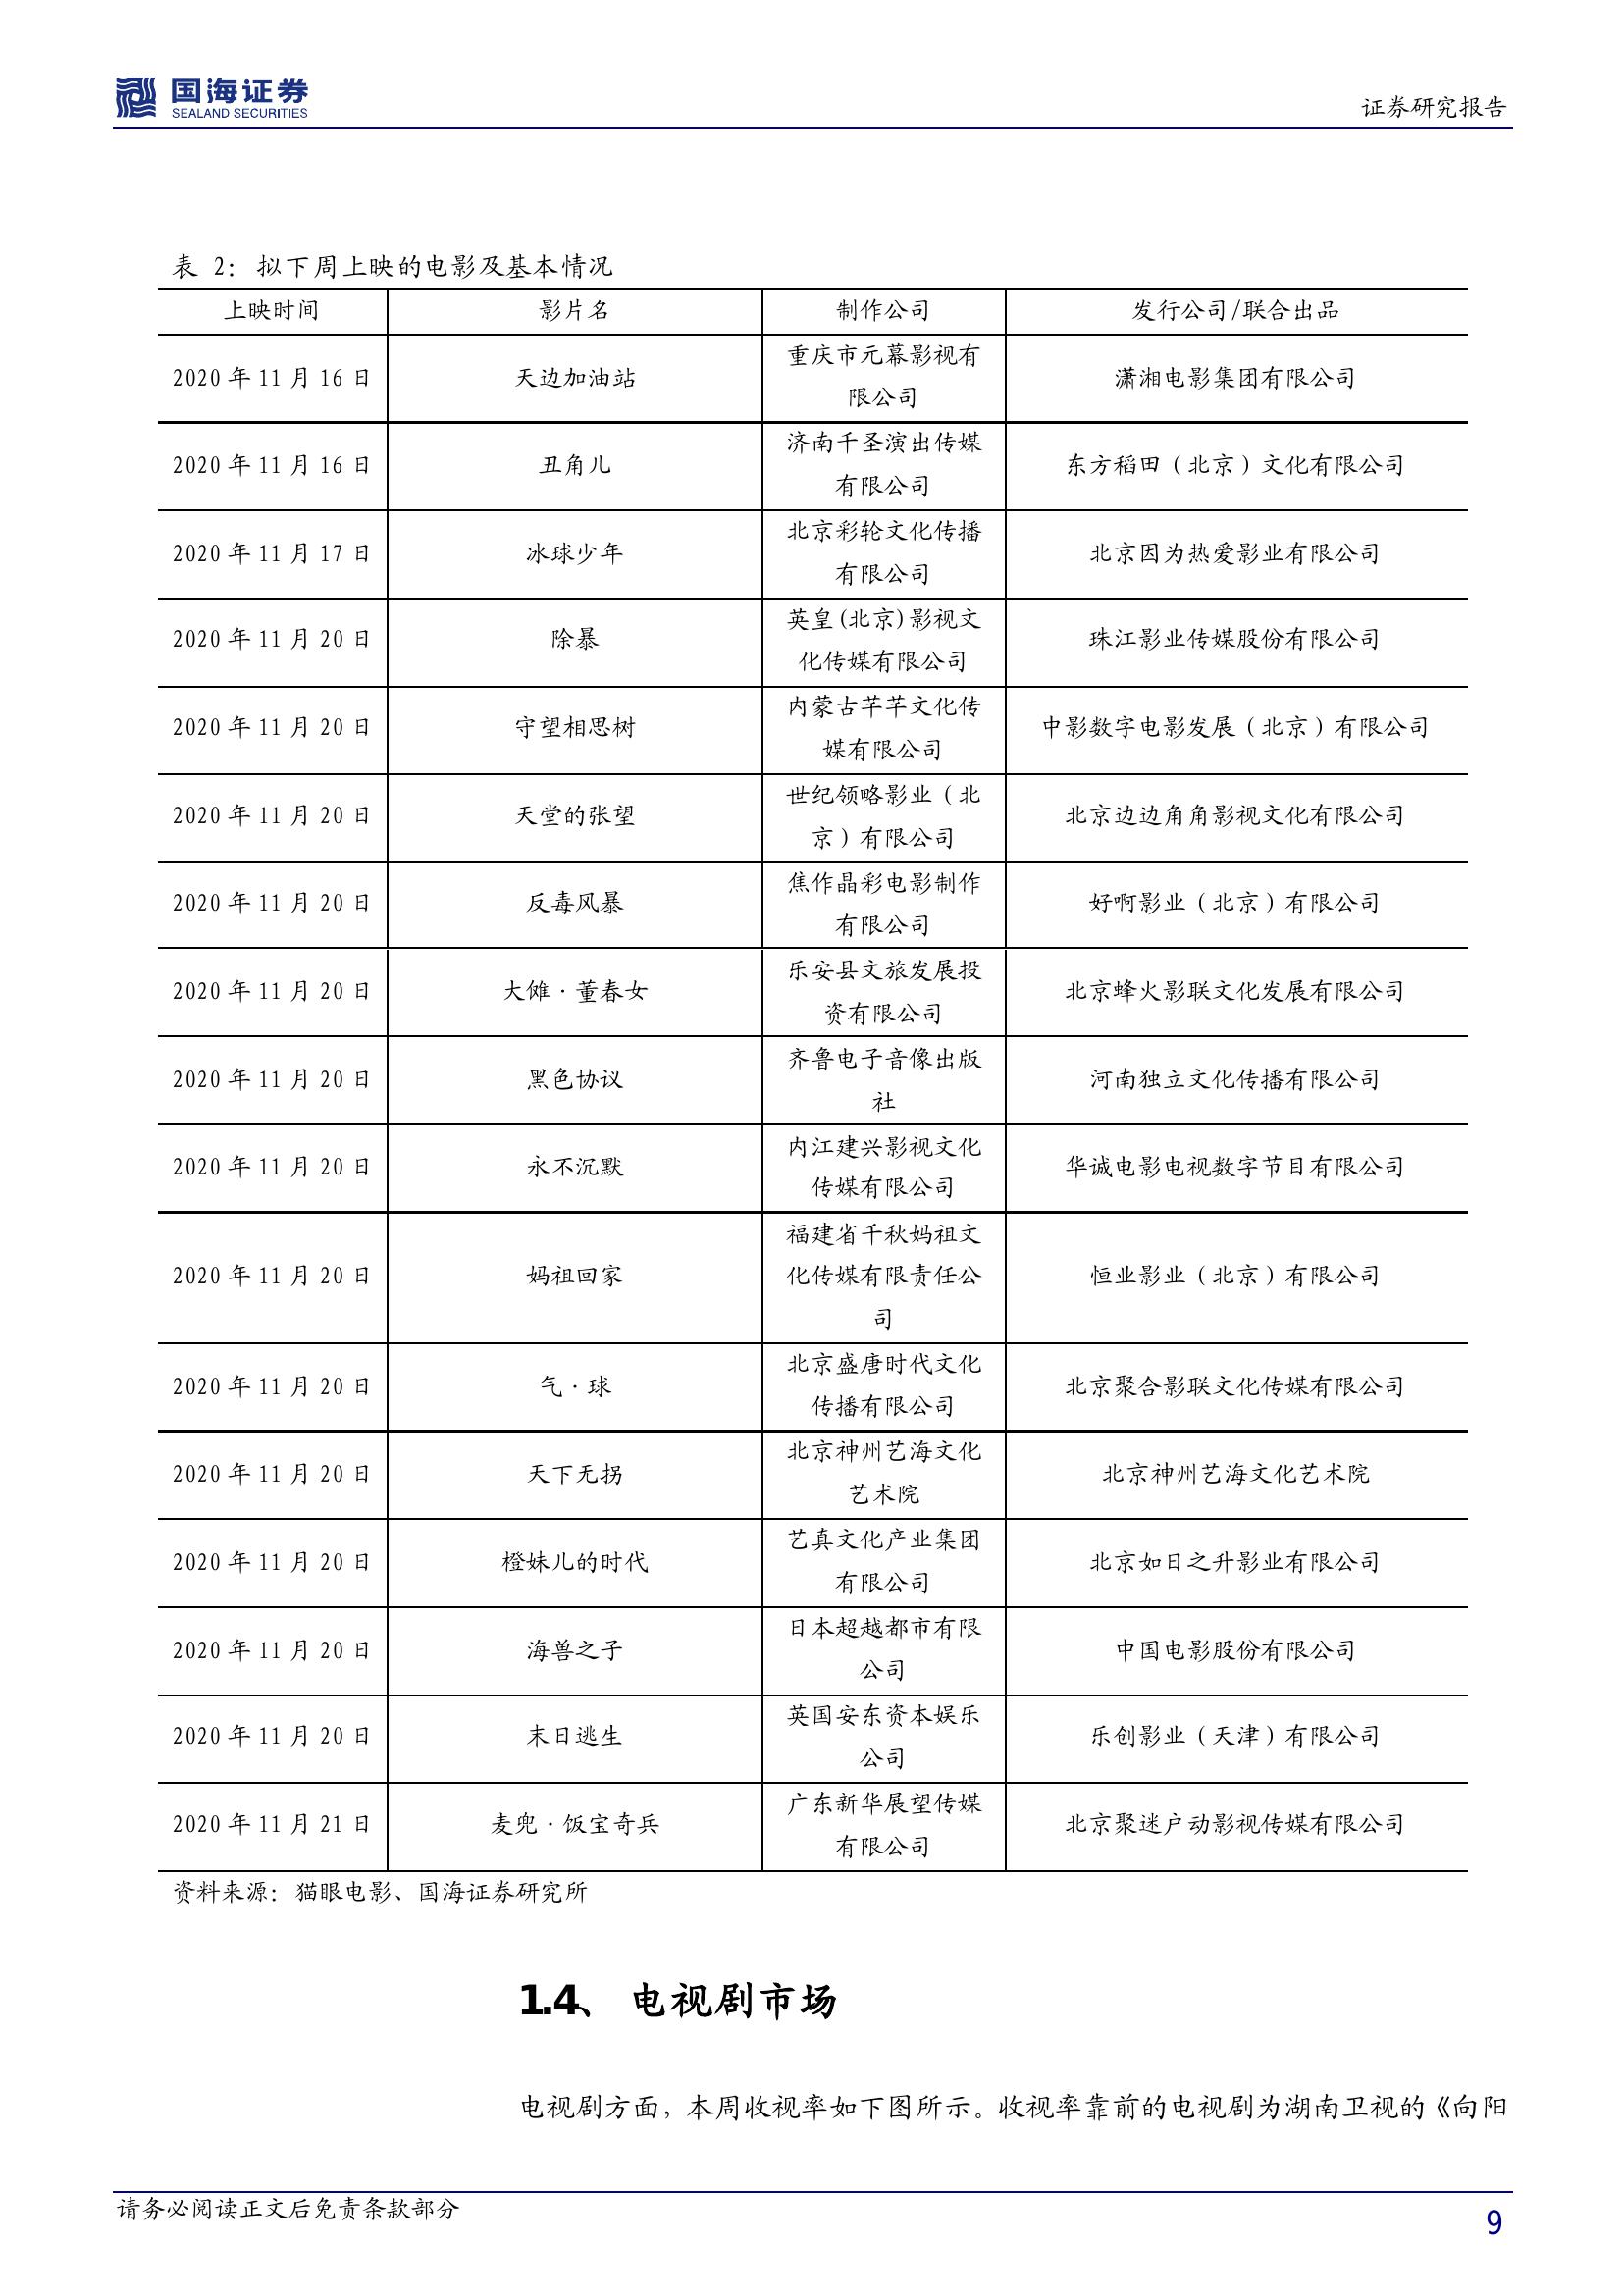 国海证券
SEALAND SECURITIES
证券研究报告
表 2：拟下周上映的电影及基本情况
上映时间 影片名 制作公司 发行公司/联合出品
2020 年 11 月 16 日 天边加油站 重庆市元幕影视有
限公司 潇湘电影集团有限公司
2020 年 11 月 16 日 丑角儿 济南千圣演出传媒
有限公司 东方稻田（北京）文化有限公司
2020 年 11 月 17 日 冰球少年 北京彩轮文化传播
有限公司 北京因为热爱影业有限公司
2020 年 11 月 20 日 除暴 英皇(北京)影视文
化传媒有限公司 珠江影业传媒股份有限公司
2020 年 11 月 20 日 守望相思树 内蒙古芊芊文化传
媒有限公司 中影数字电影发展（北京）有限公司
2020 年 11 月 20 日 天堂的张望 世纪领略影业（北
京）有限公司 北京边边角角影视文化有限公司
2020 年 11 月 20 日 反毒风暴 焦作晶彩电影制作
有限公司 好啊影业（北京）有限公司
2020 年 11 月 20 日 大傩·董春女 乐安县文旅发展投
资有限公司 北京蜂火影联文化发展有限公司
2020 年 11 月 20 日 黑色协议 齐鲁电子音像出版
社 河南独立文化传播有限公司
2020 年 11 月 20 日 永不沉默 内江建兴影视文化
传媒有限公司 华诚电影电视数字节目有限公司
2020 年 11 月 20 日 妈祖回家 福建省千秋妈祖文
化传媒有限责任公
司 恒业影业（北京）有限公司
2020 年 11 月 20 日 气·球 北京盛唐时代文化
传播有限公司 北京聚合影联文化传媒有限公司
2020 年 11 月 20 日 天下无拐 北京神州艺海文化
艺术院 北京神州艺海文化艺术院
2020 年 11 月 20 日 橙妹儿的时代 艺真文化产业集团
有限公司 北京如日之升影业有限公司
2020 年 11 月 20 日 海兽之子 日本超越都市有限
公司 中国电影股份有限公司
2020 年 11 月 20 日 末日逃生 英国安东资本娱乐
公司 乐创影业（天津）有限公司
2020 年 11 月 21 日 麦兜·饭宝奇兵 广东新华展望传媒
有限公司 北京聚迷户动影视传媒有限公司
资料来源：猫眼电影、国海证券研究所
1.4、 电视剧市场
电视剧方面，本周收视率如下图所示。收视率靠前的电视剧为湖南卫视的《向阳
请务必阅读正文后免责条款部分
9